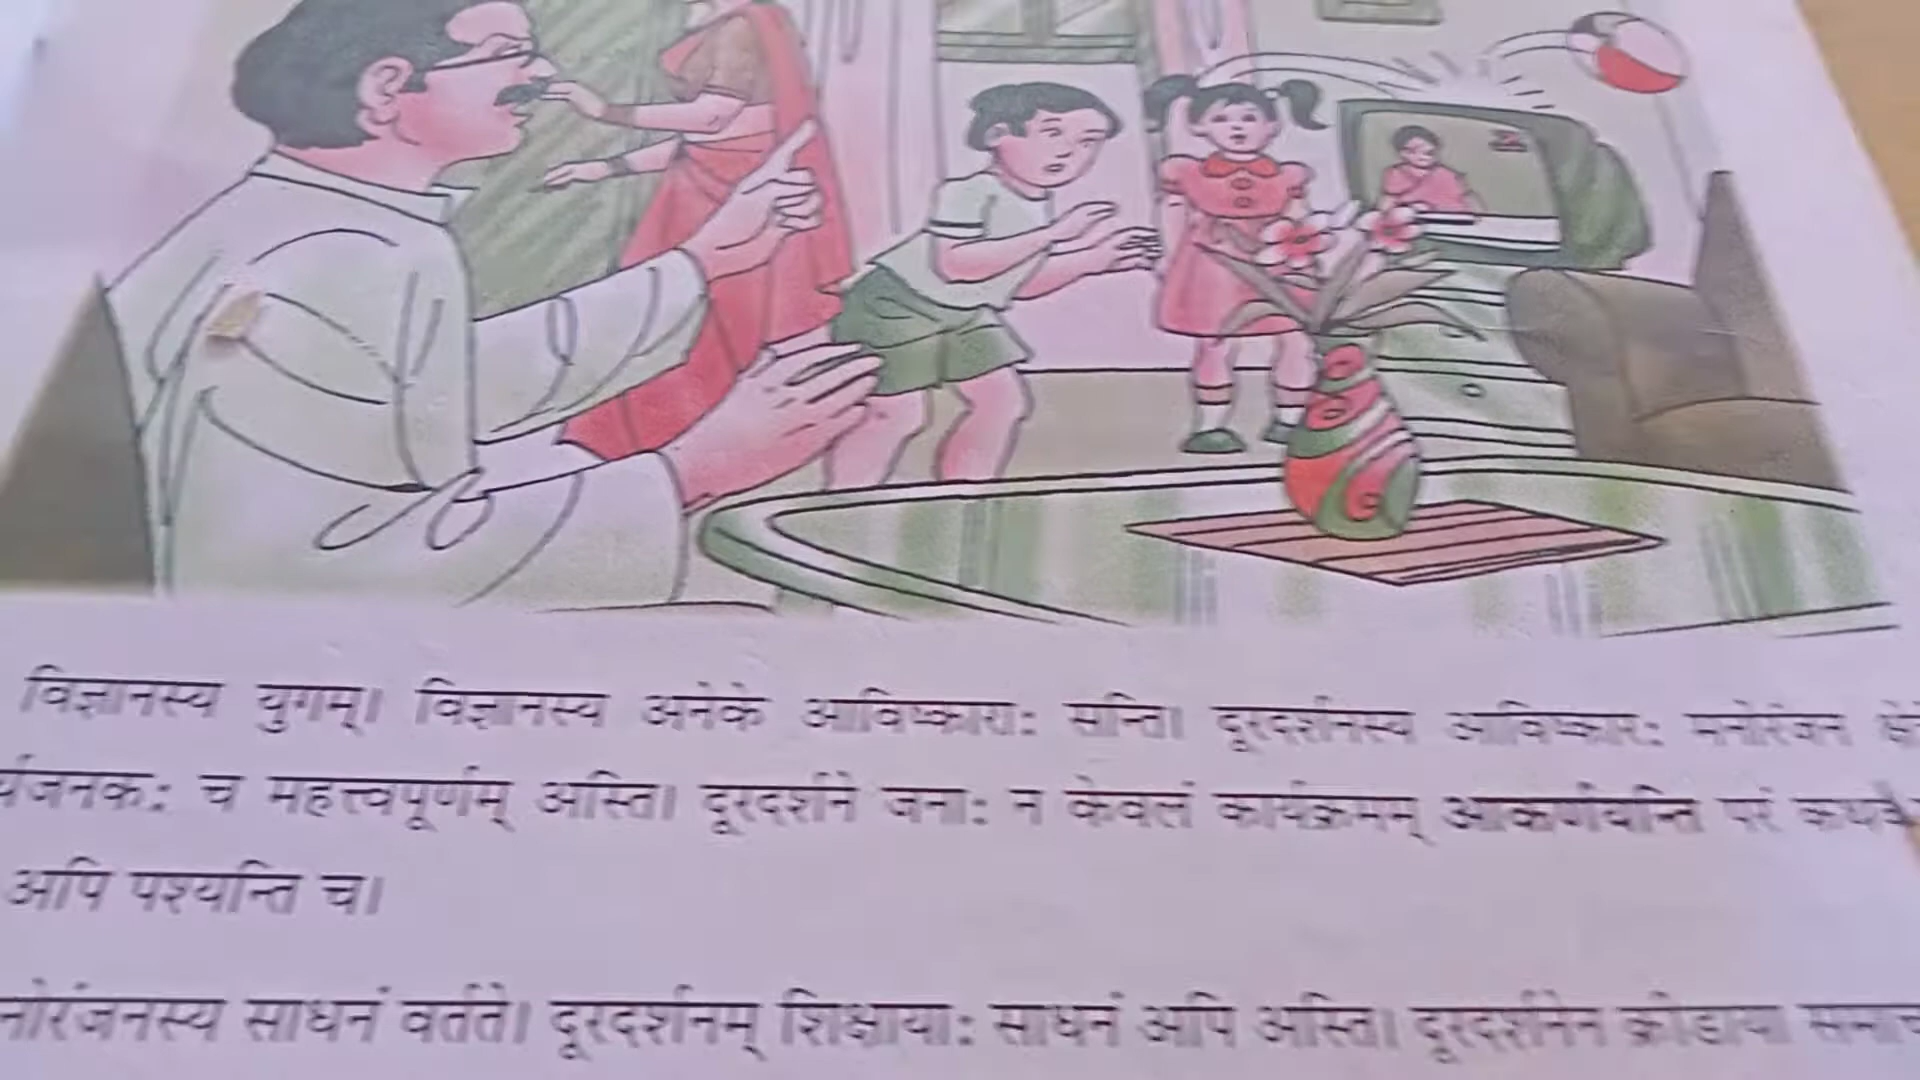 विज्ञानस्य युगम्। विज्ञानस्य अनेके आविष्काराः सन्ति। दूरदर्शनस्य आविष्कारः मनोरंजन
र्यजनकः च महत्त्वपूर्णम् अस्ति। दूरदर्शने जनाः न केवलं कार्यक्रमम् आकर्णयन्ति परं
अपि पश्यन्ति च।
नोरंजनस्य साधनं वर्तते। दूरदर्शनम् शिक्षायाः साधनं अपि अस्ति। दूरदर्शनेन क्रीडाया